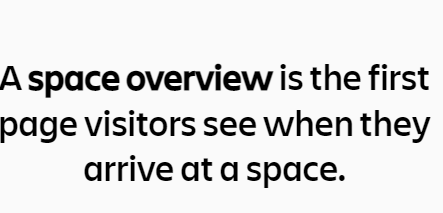 A space overview is the first
page visitors see when they
arrive at a space.